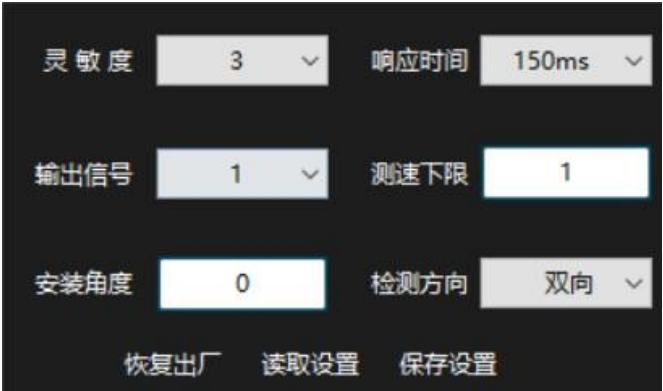 灵敏度 3 响应时间 150ms
输出信号 1 测速下限 1
安装角度 0 检测方向 双向
恢复出厂 读取设置 保存设置